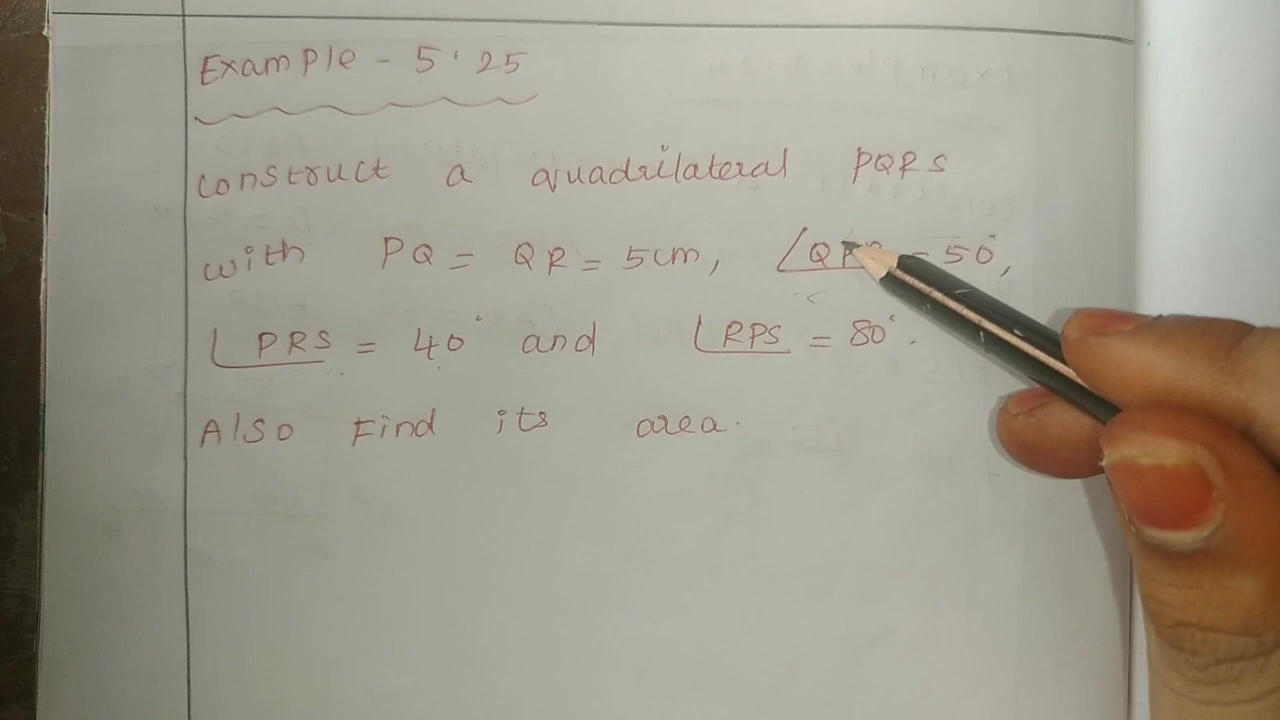 Example - 5.25
construct a quadrilateral PQRS
with PQ = QR = 5cm, = 50°,
∠PRS = 40° and ∠RPS = 80°.
Also Find its area.